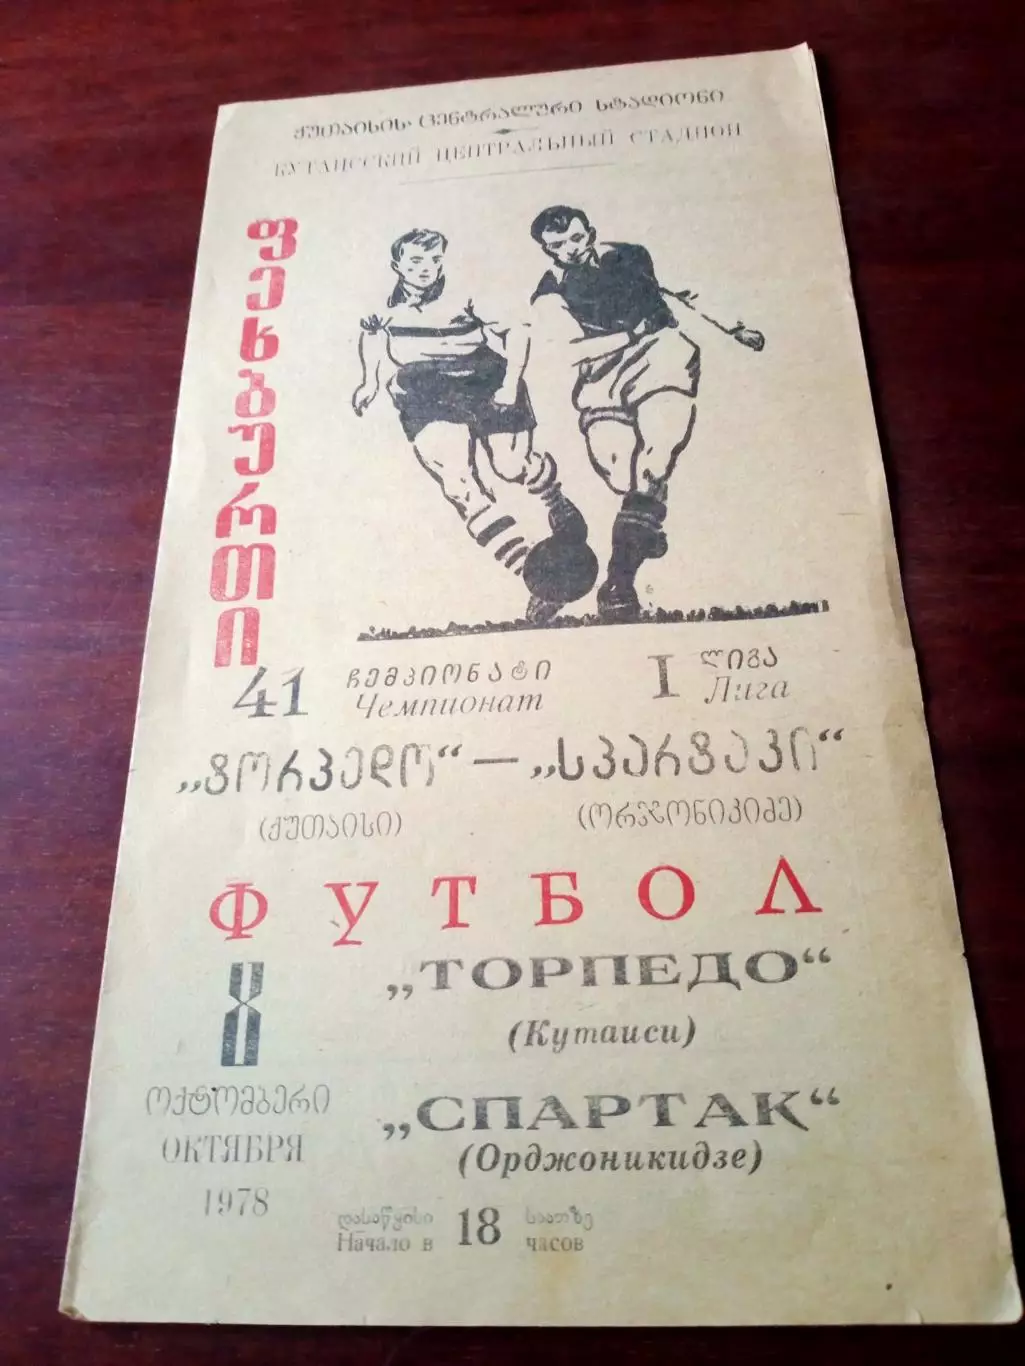 ქუთაისის ცენტრალური სტადიონი
КУТАИССКИЙ ЦЕНТРАЛЬНЫЙ СТАДИОН
ფეხბურთი
41 ჩემპიონატი I ლიგა
Чемпионат Лига
„ტორპედო“ — „სპარტაკი“
(ქუთაისი) (ორჯონიკიძე)
ФУТБОЛ
8 „ТОРПЕДО“
(Кутаиси)
ოქტომბერი
ОКТЯБРЯ
1978
„СПАРТАК“
(Орджоникидзе)
დასაწყისი 18 საათზე
Начало в часов